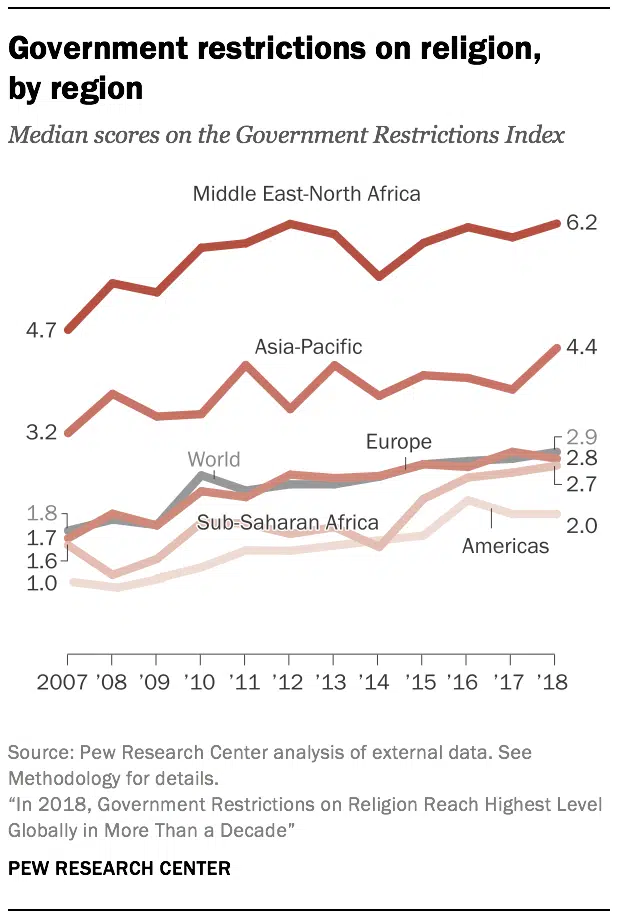 Government restrictions on religion,
by region
Median scores on the Government Restrictions Index
Middle East-North Africa
6.2
4.7
Asia-Pacific
4.4
3.2
Europe
World
2.9
2.8
2.7
1.8
1.7
1.6
1.0
Sub-Saharan Africa
2.0
Americas
2007 ’08 ’09 ’10 ’11 ’12 ’13 ’14 ’15 ’16 ’17 ’18
Source: Pew Research Center analysis of external data. See
Methodology for details.
“In 2018, Government Restrictions on Religion Reach Highest Level
Globally in More Than a Decade”
PEW RESEARCH CENTER